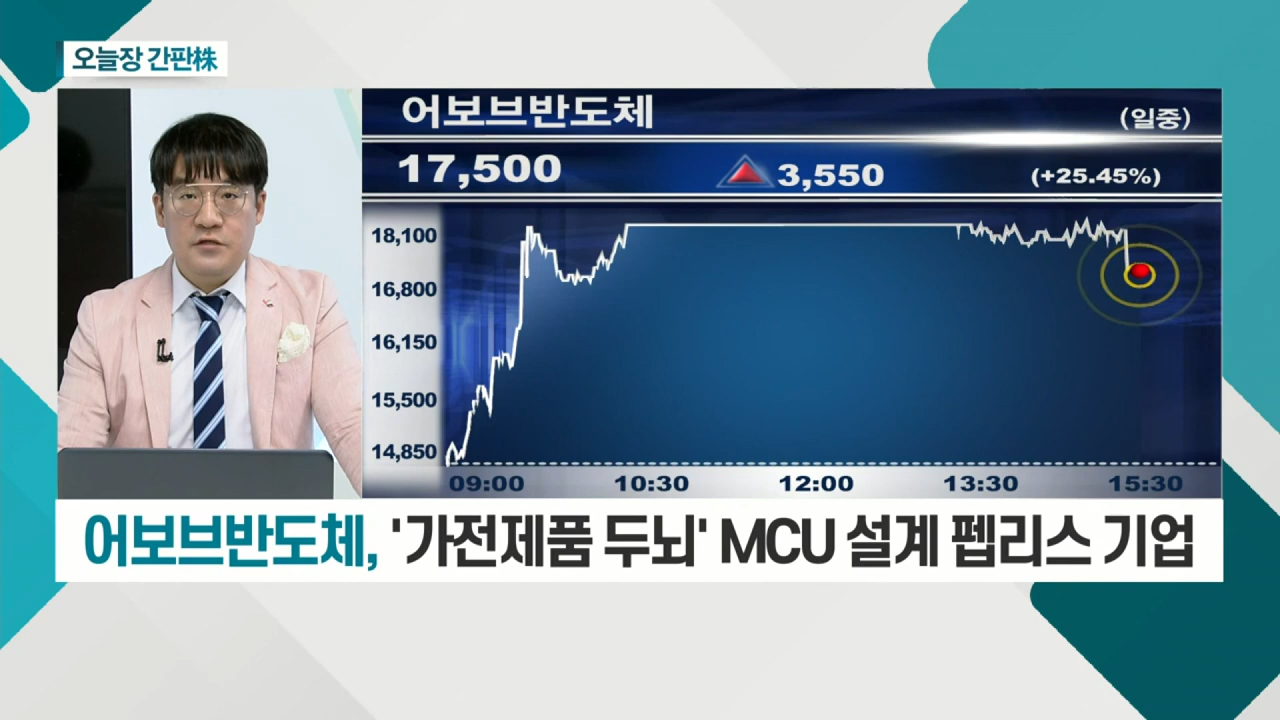 오늘장 간판株
어보브반도체
(일중)
17,500 ▲ 3,550 (+25.45%)
18,100
16,800
16,150
15,500
14,850
09:00 10:30 12:00 13:30 15:30
어보브반도체, '가전제품 두뇌' MCU 설계 펩리스 기업